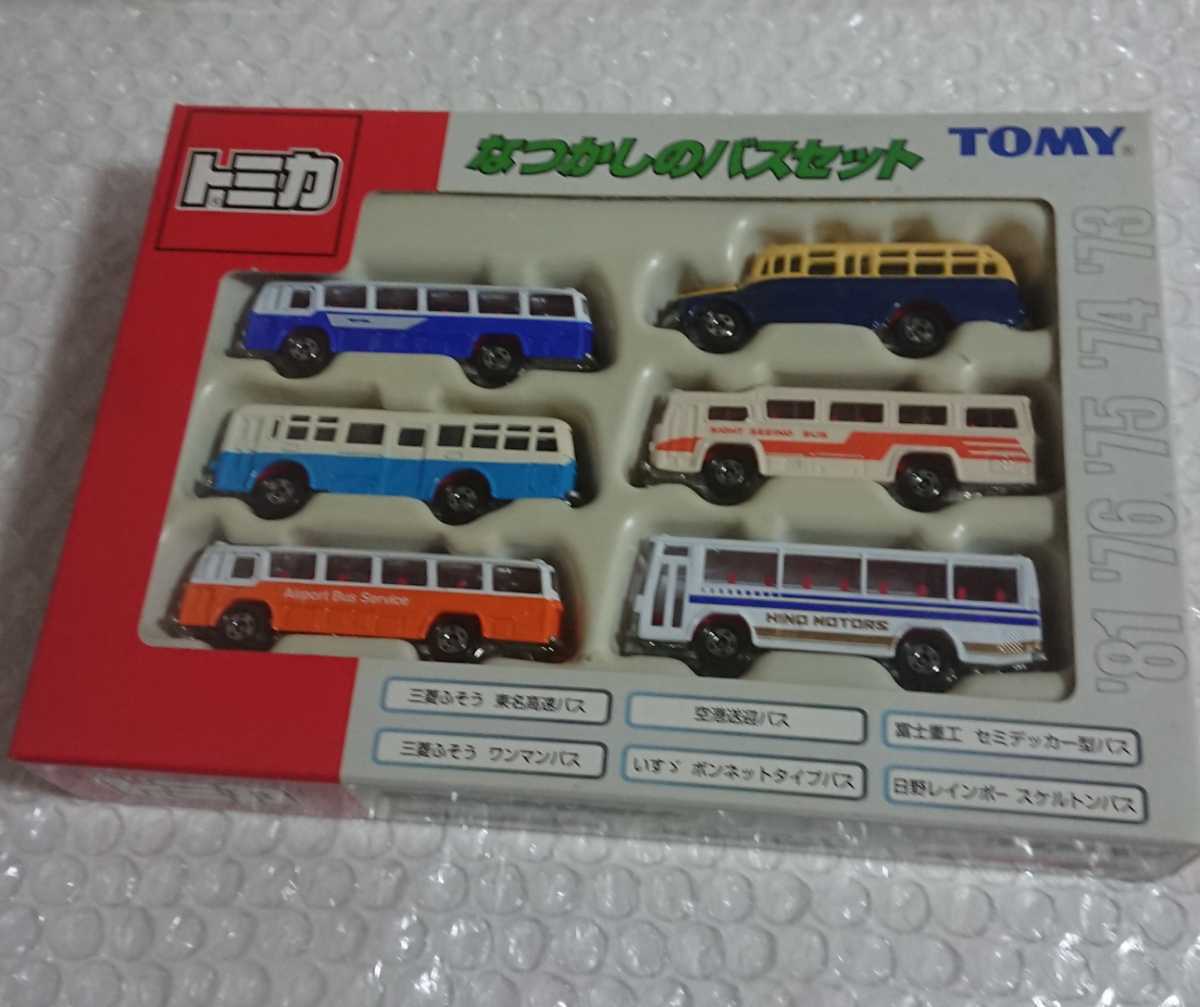 トミカ
なつかしのバスセット
TOMY
'81 '76 '75 '74 '73
SIGHT SEEING BUS
Airport Bus Service
HINO MOTORS
三菱ふそう 東名高速バス
空港送迎バス
富士重工 セミデッカー型バス
三菱ふそう ワンマンバス
いすゞ ボンネットタイプバス
日野レインボー スケルトンバス